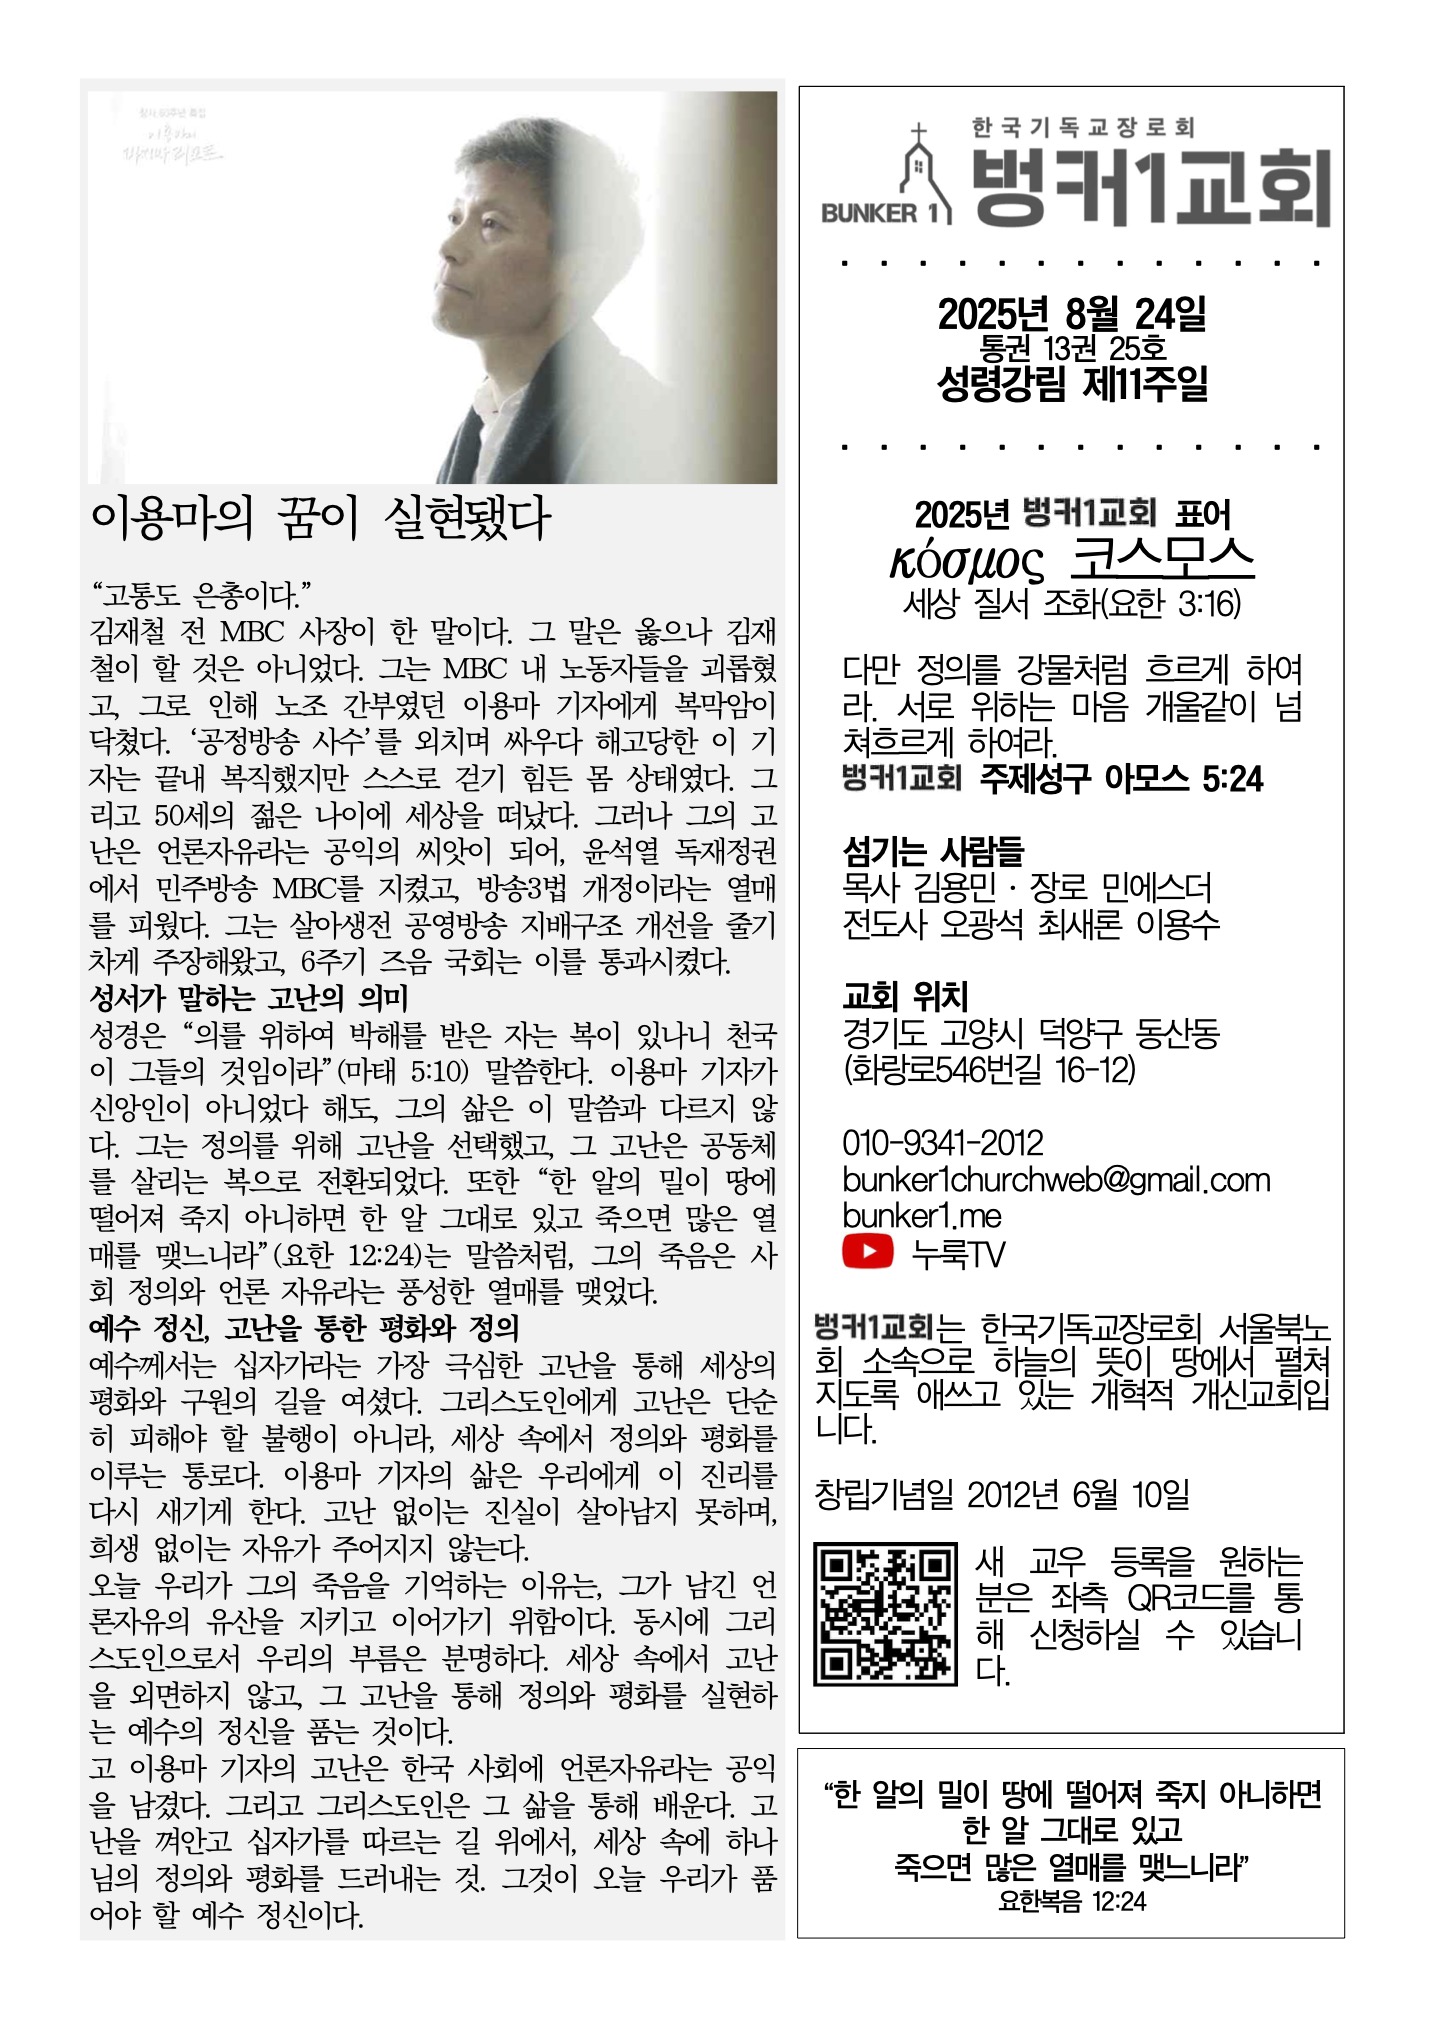 창사 60주년 특집
이용마의
마지막 리포트
이용마의 꿈이 실현됐다
“고통도 은총이다.”
김재철 전 MBC 사장이 한 말이다. 그 말은 옳으나 김재
철이 할 것은 아니었다. 그는 MBC 내 노동자들을 괴롭혔
고, 그로 인해 노조 간부였던 이용마 기자에게 복막암이
닥쳤다. ‘공정방송 사수’를 외치며 싸우다 해고당한 이 기
자는 끝내 복직했지만 스스로 걷기 힘든 몸 상태였다. 그
리고 50세의 젊은 나이에 세상을 떠났다. 그러나 그의 고
난은 언론자유라는 공익의 씨앗이 되어, 윤석열 독재정권
에서 민주방송 MBC를 지켰고, 방송3법 개정이라는 열매
를 피웠다. 그는 살아생전 공영방송 지배구조 개선을 줄기
차게 주장해왔고, 6주기 즈음 국회는 이를 통과시켰다.
성서가 말하는 고난의 의미
성경은 “의를 위하여 박해를 받은 자는 복이 있나니 천국
이 그들의 것임이라”(마태 5:10) 말씀한다. 이용마 기자가
신앙인이 아니었다 해도, 그의 삶은 이 말씀과 다르지 않
다. 그는 정의를 위해 고난을 선택했고, 그 고난은 공동체
를 살리는 복으로 전환되었다. 또한 “한 알의 밀이 땅에
떨어져 죽지 아니하면 한 알 그대로 있고 죽으면 많은 열
매를 맺느니라”(요한 12:24)는 말씀처럼, 그의 죽음은 사
회 정의와 언론 자유라는 풍성한 열매를 맺었다.
예수 정신, 고난을 통한 평화와 정의
예수께서는 십자가라는 가장 극심한 고난을 통해 세상의
평화와 구원의 길을 여셨다. 그리스도인에게 고난은 단순
히 피해야 할 불행이 아니라, 세상 속에서 정의와 평화를
이루는 통로다. 이용마 기자의 삶은 우리에게 이 진리를
다시 새기게 한다. 고난 없이는 진실이 살아남지 못하며,
희생 없이는 자유가 주어지지 않는다.
오늘 우리가 그의 죽음을 기억하는 이유는, 그가 남긴 언
론자유의 유산을 지키고 이어가기 위함이다. 동시에 그리
스도인으로서 우리의 부름은 분명하다. 세상 속에서 고난
을 외면하지 않고, 그 고난을 통해 정의와 평화를 실현하
는 예수의 정신을 품는 것이다.
고 이용마 기자의 고난은 한국 사회에 언론자유라는 공익
을 남겼다. 그리고 그리스도인은 그 삶을 통해 배운다. 고
난을 껴안고 십자가를 따르는 길 위에서, 세상 속에 하나
님의 정의와 평화를 드러내는 것. 그것이 오늘 우리가 품
어야 할 예수 정신이다.
한국기독교장로회
BUNKER 1 벙커1교회
2025년 8월 24일
통권 13권 25호
성령강림 제11주일
2025년 벙커1교회 표어
κόσμος 코스모스
세상 질서 조화(요한 3:16)
다만 정의를 강물처럼 흐르게 하여
라. 서로 위하는 마음 개울같이 넘
쳐흐르게 하여라.
벙커1교회 주제성구 아모스 5:24
섬기는 사람들
목사 김용민 · 장로 민에스더
전도사 오광석 최새론 이용수
교회 위치
경기도 고양시 덕양구 동산동
(화랑로546번길 16-12)
010-9341-2012
bunker1churchweb@gmail.com
bunker1.me
누룩TV
벙커1교회는 한국기독교장로회 서울북노
회 소속으로 하늘의 뜻이 땅에서 펼쳐
지도록 애쓰고 있는 개혁적 개신교회입
니다.
창립기념일 2012년 6월 10일
새 교우 등록을 원하는
분은 좌측 QR코드를 통
해 신청하실 수 있습니
다.
“한 알의 밀이 땅에 떨어져 죽지 아니하면
한 알 그대로 있고
죽으면 많은 열매를 맺느니라”
요한복음 12:24